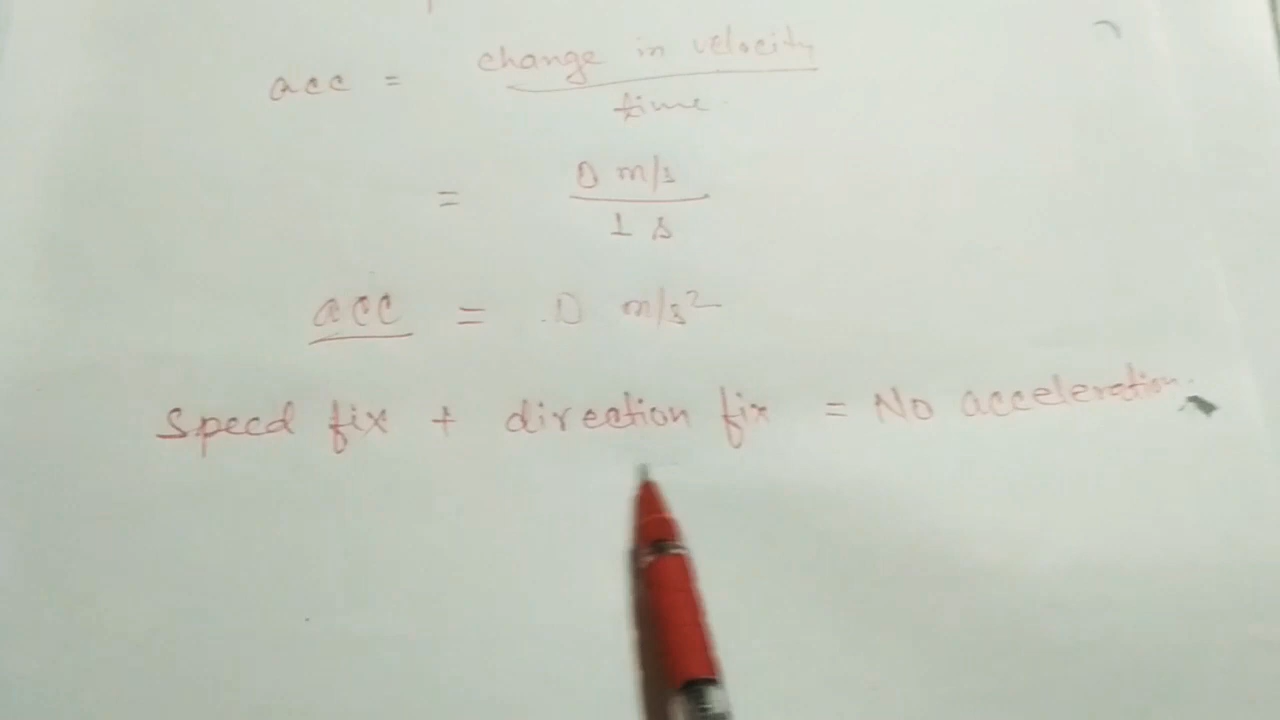 acc = change in velocity
time
= 0 m/s
1 s
acc = 0 m/s²
Speed fix + direction fix = No acceleration.